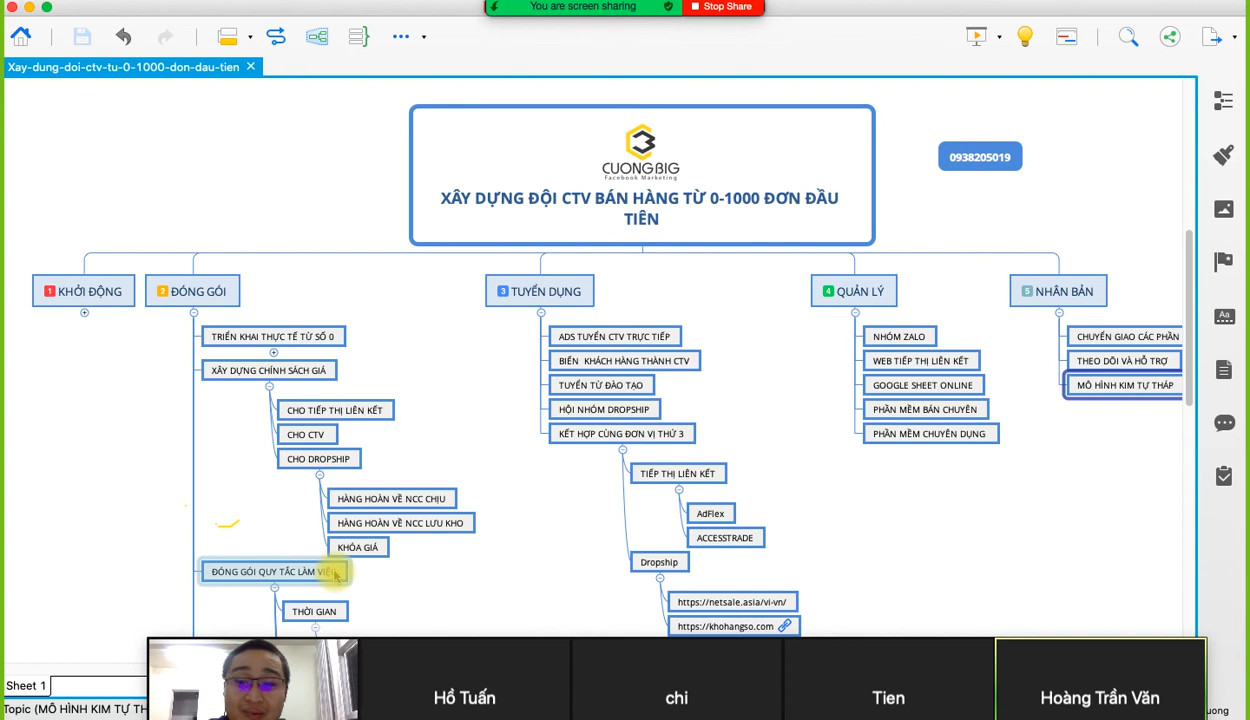 You are screen sharing
Stop Share
Xay-dung-doi-ctv-tu-0-1000-don-dau-tien
CUONGBIG
Facebook Marketing
XÂY DỰNG ĐỘI CTV BÁN HÀNG TỪ 0-1000 ĐƠN ĐẦU
TIÊN
0938205019
1 KHỞI ĐỘNG
2 ĐÓNG GÓI
TRIỂN KHAI THỰC TẾ TỪ SỐ 0
XÂY DỰNG CHÍNH SÁCH GIÁ
CHO TIẾP THỊ LIÊN KẾT
CHO CTV
CHO DROPSHIP
HÀNG HOÀN VỀ NCC CHỊU
HÀNG HOÀN VỀ NCC LƯU KHO
KHÓA GIÁ
ĐÓNG GÓI QUY TẮC LÀM VIỆC
THỜI GIAN
3 TUYỂN DỤNG
ADS TUYỂN CTV TRỰC TIẾP
BIẾN KHÁCH HÀNG THÀNH CTV
TUYỂN TỪ ĐÀO TẠO
HỘI NHÓM DROPSHIP
KẾT HỢP CÙNG ĐƠN VỊ THỨ 3
TIẾP THỊ LIÊN KẾT
AdFlex
ACCESSTRADE
Dropship
https://netsale.asia/vi-vn/
https://khohangso.com
4 QUẢN LÝ
NHÓM ZALO
WEB TIẾP THỊ LIÊN KẾT
GOOGLE SHEET ONLINE
PHẦN MỀM BÁN CHUYÊN
PHẦN MỀM CHUYÊN DỤNG
5 NHÂN BẢN
CHUYỂN GIAO CÁC PHẦN
THEO DÕI VÀ HỖ TRỢ
MÔ HÌNH KIM TỰ THÁP
Aa
Sheet 1
Topic (MÔ HÌNH KIM TỰ TH
Hồ Tuấn
chi
Tien
Hoàng Trần Văn
uong